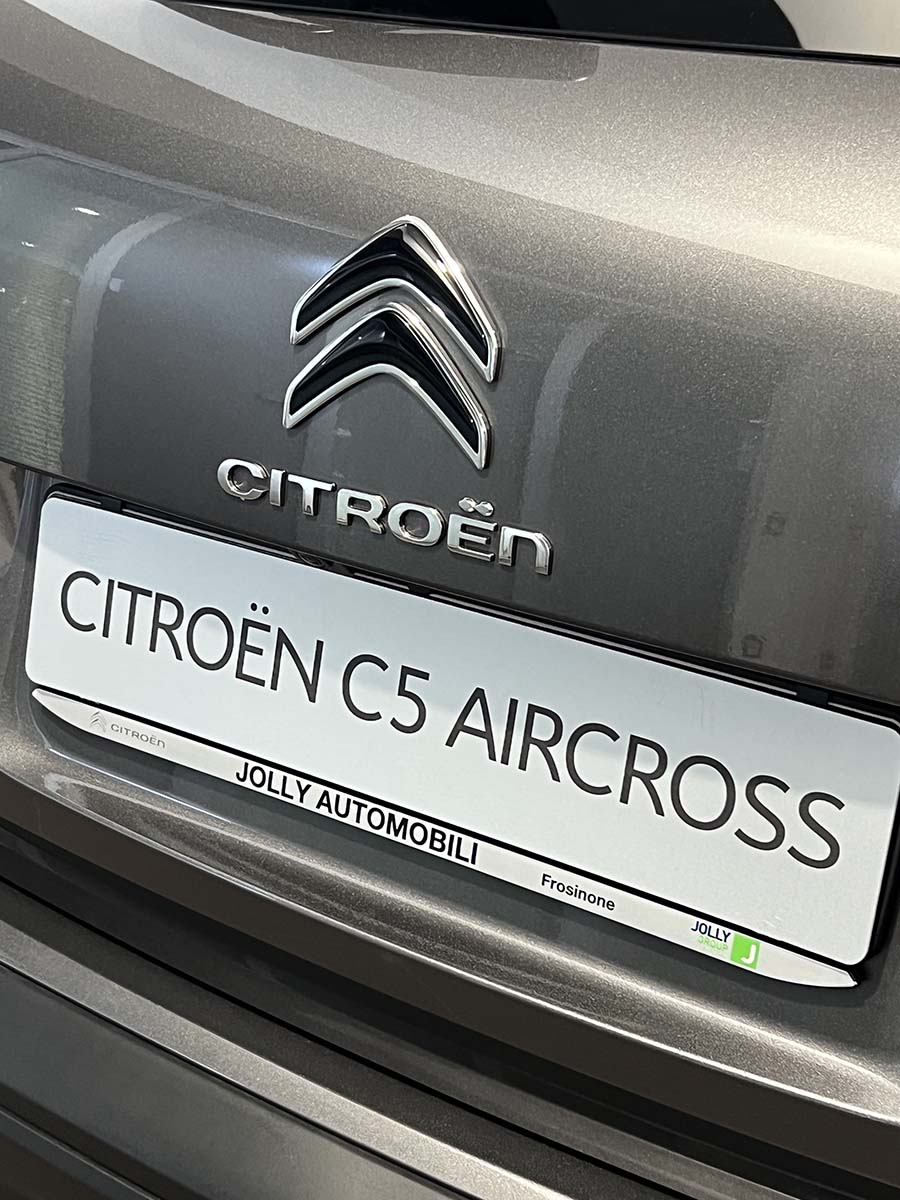 CITROËN
CITROËN C5 AIRCROSS
CITROËN
JOLLY AUTOMOBILI
Frosinone
JOLLY
GROUP
J